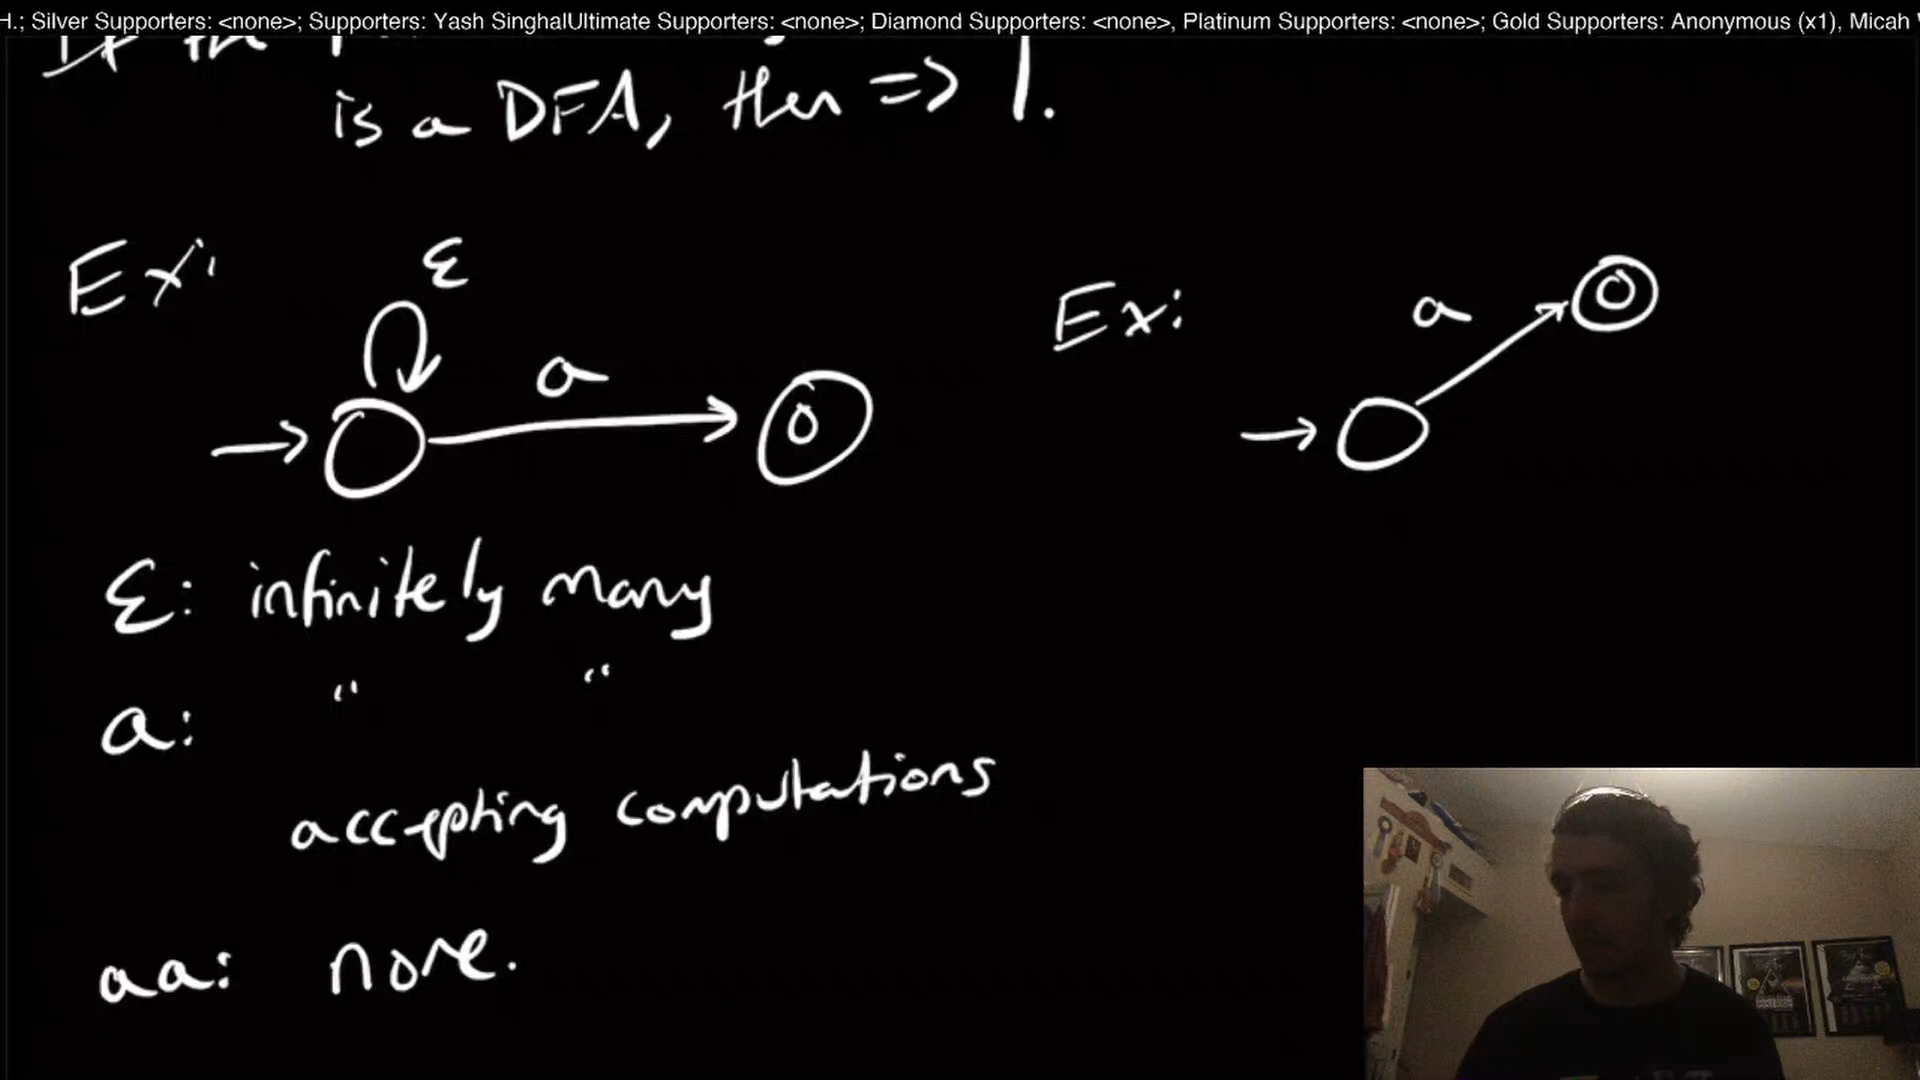 H.; Silver Supporters: <none>; Supporters: Yash SinghalUltimate Supporters: <none>; Diamond Supporters: <none>, Platinum Supporters: <none>; Gold Supporters: Anonymous (x1), Micah
is a DFA, then => 1.
Ex:
ε
a
Ex:
a
ε: infinitely many
a: " "
accepting computations
aa: none.